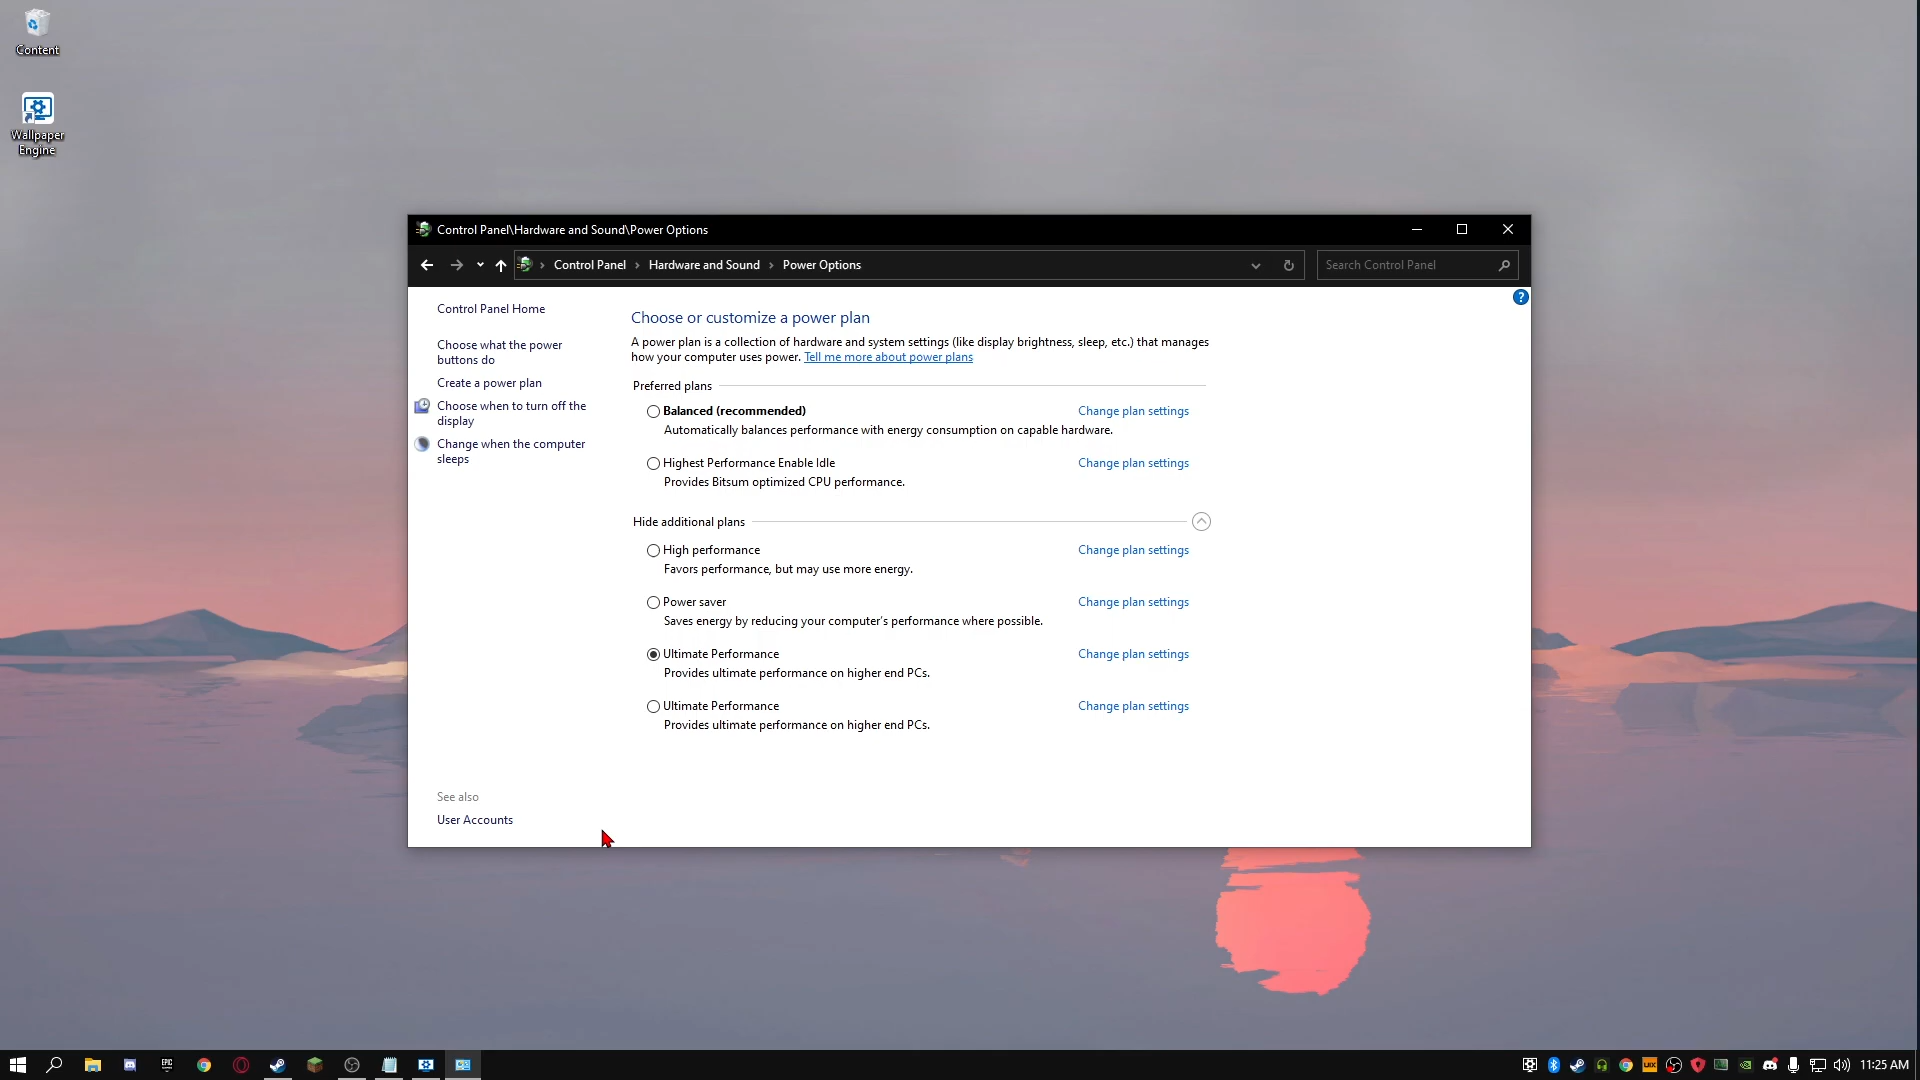 Content
Wallpaper
Engine
Control Panel\Hardware and Sound\Power Options
Control Panel > Hardware and Sound > Power Options
Search Control Panel
Control Panel Home
Choose what the power
buttons do
Create a power plan
Choose when to turn off the
display
Change when the computer
sleeps
See also
User Accounts
Choose or customize a power plan
A power plan is a collection of hardware and system settings (like display brightness, sleep, etc.) that manages
how your computer uses power. Tell me more about power plans
Preferred plans
Balanced (recommended) Change plan settings
Automatically balances performance with energy consumption on capable hardware.
Highest Performance Enable Idle Change plan settings
Provides Bitsum optimized CPU performance.
Hide additional plans
High performance Change plan settings
Favors performance, but may use more energy.
Power saver Change plan settings
Saves energy by reducing your computer's performance where possible.
Ultimate Performance Change plan settings
Provides ultimate performance on higher end PCs.
Ultimate Performance Change plan settings
Provides ultimate performance on higher end PCs.
?
EPIC
11:25 AM